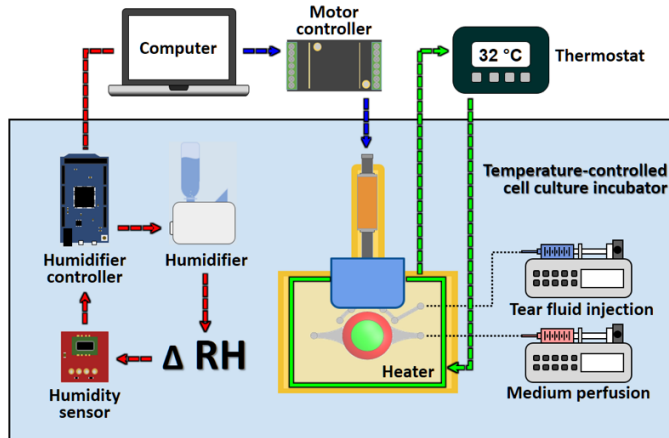 Motor
controller
Computer
32 °C
Thermostat
Temperature-controlled
cell culture incubator
Humidifier
controller
Humidifier
Tear fluid injection
Δ RH
Heater
Humidity
sensor
Medium perfusion